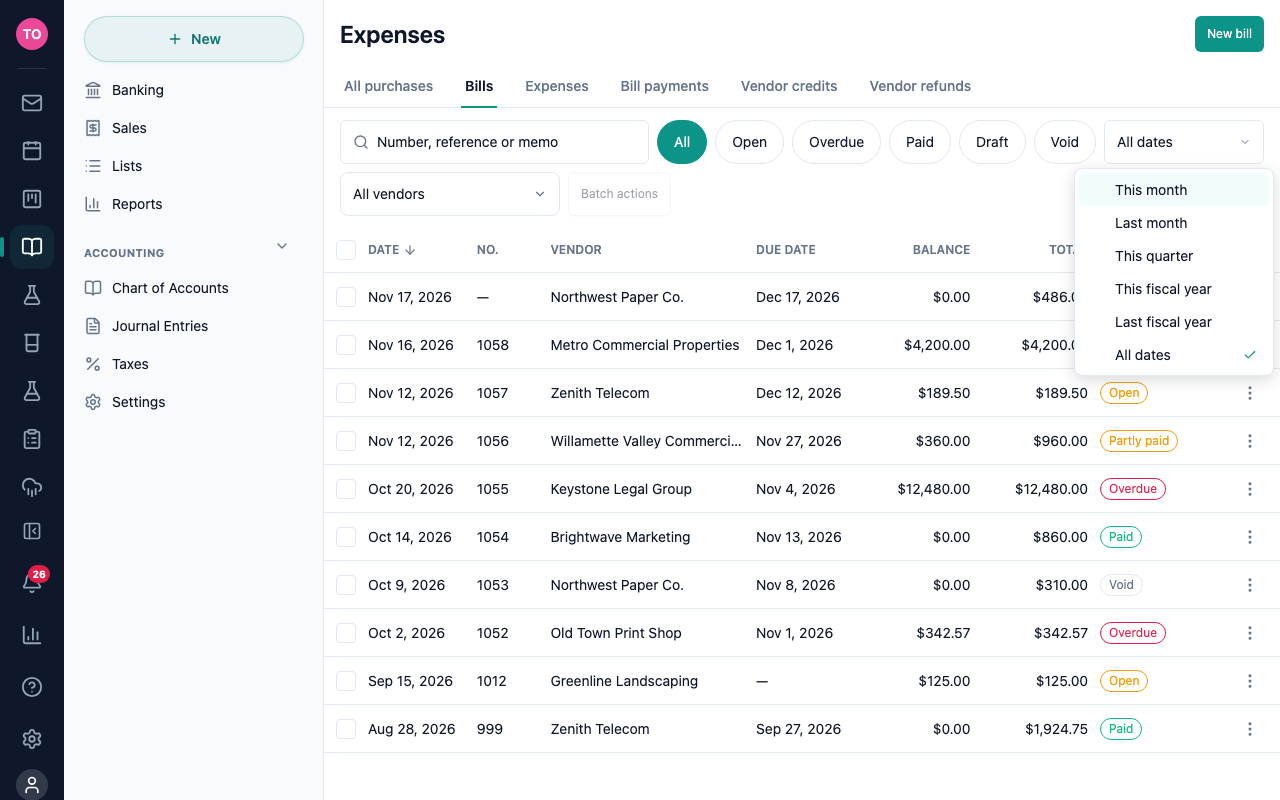 TO
New
Banking
Sales
Lists
Reports
ACCOUNTING
Chart of Accounts
Journal Entries
Taxes
Settings
26
Expenses
New bill
All purchases Bills Expenses Bill payments Vendor credits Vendor refunds
Number, reference or memo All Open Overdue Paid Draft Void All dates
All vendors Batch actions
This month
Last month
This quarter
This fiscal year
Last fiscal year
All dates
DATE NO. VENDOR DUE DATE BALANCE
Nov 17, 2026 — Northwest Paper Co. Dec 17, 2026 $0.00 $486.0
Nov 16, 2026 1058 Metro Commercial Properties Dec 1, 2026 $4,200.00 $4,200.0
Nov 12, 2026 1057 Zenith Telecom Dec 12, 2026 $189.50 $189.50 Open
Nov 12, 2026 1056 Willamette Valley Commerci... Nov 27, 2026 $360.00 $960.00 Partly paid
Oct 20, 2026 1055 Keystone Legal Group Nov 4, 2026 $12,480.00 $12,480.00 Overdue
Oct 14, 2026 1054 Brightwave Marketing Nov 13, 2026 $0.00 $860.00 Paid
Oct 9, 2026 1053 Northwest Paper Co. Nov 8, 2026 $0.00 $310.00 Void
Oct 2, 2026 1052 Old Town Print Shop Nov 1, 2026 $342.57 $342.57 Overdue
Sep 15, 2026 1012 Greenline Landscaping — $125.00 $125.00 Open
Aug 28, 2026 999 Zenith Telecom Sep 27, 2026 $0.00 $1,924.75 Paid